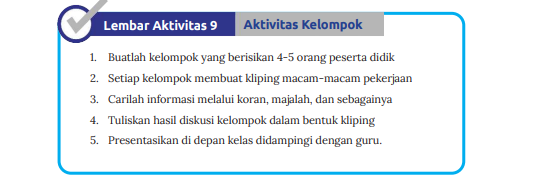 Lembar Aktivitas 9 Aktivitas Kelompok
1. Buatlah kelompok yang berisikan 4-5 orang peserta didik
2. Setiap kelompok membuat kliping macam-macam pekerjaan
3. Carilah informasi melalui koran, majalah, dan sebagainya
4. Tuliskan hasil diskusi kelompok dalam bentuk kliping
5. Presentasikan di depan kelas didampingi dengan guru.